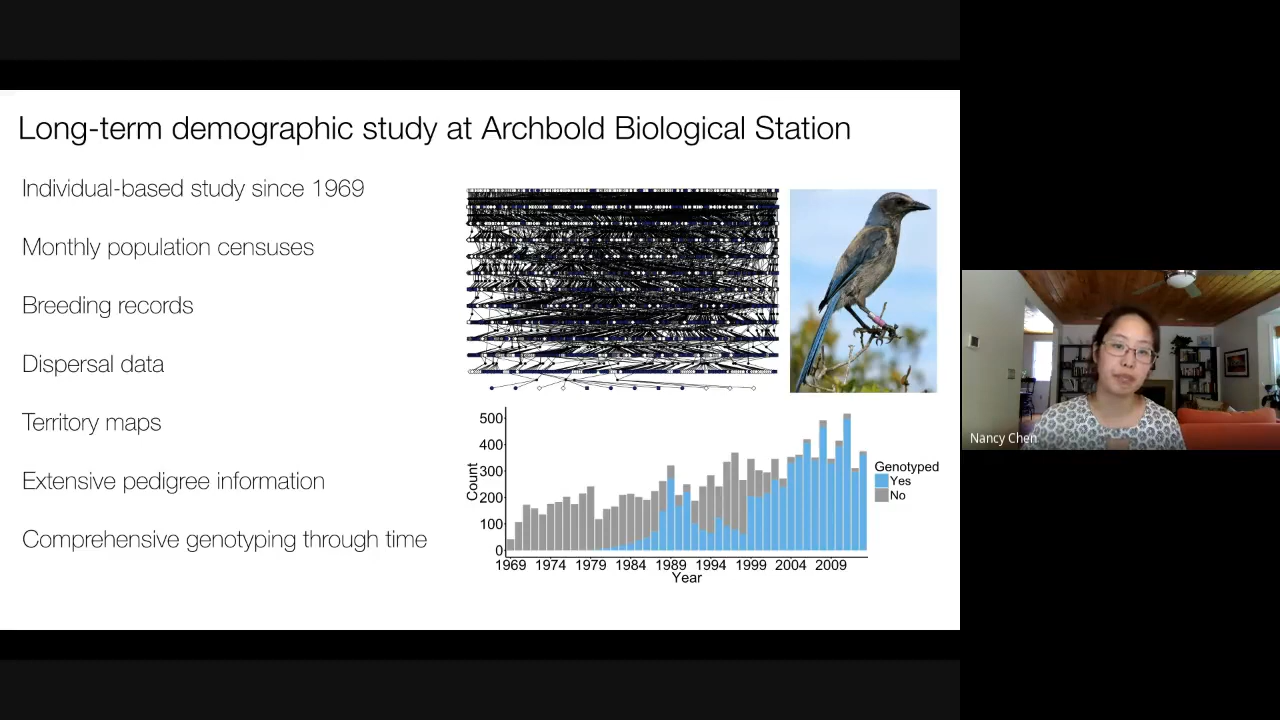 Long-term demographic study at Archbold Biological Station
Individual-based study since 1969
Monthly population censuses
Breeding records
Dispersal data
Territory maps
Extensive pedigree information
Comprehensive genotyping through time
500
400
300
200
100
0
Count
1969 1974 1979 1984 1989 1994 1999 2004 2009
Year
Genotyped
Yes
No
Nancy Chen